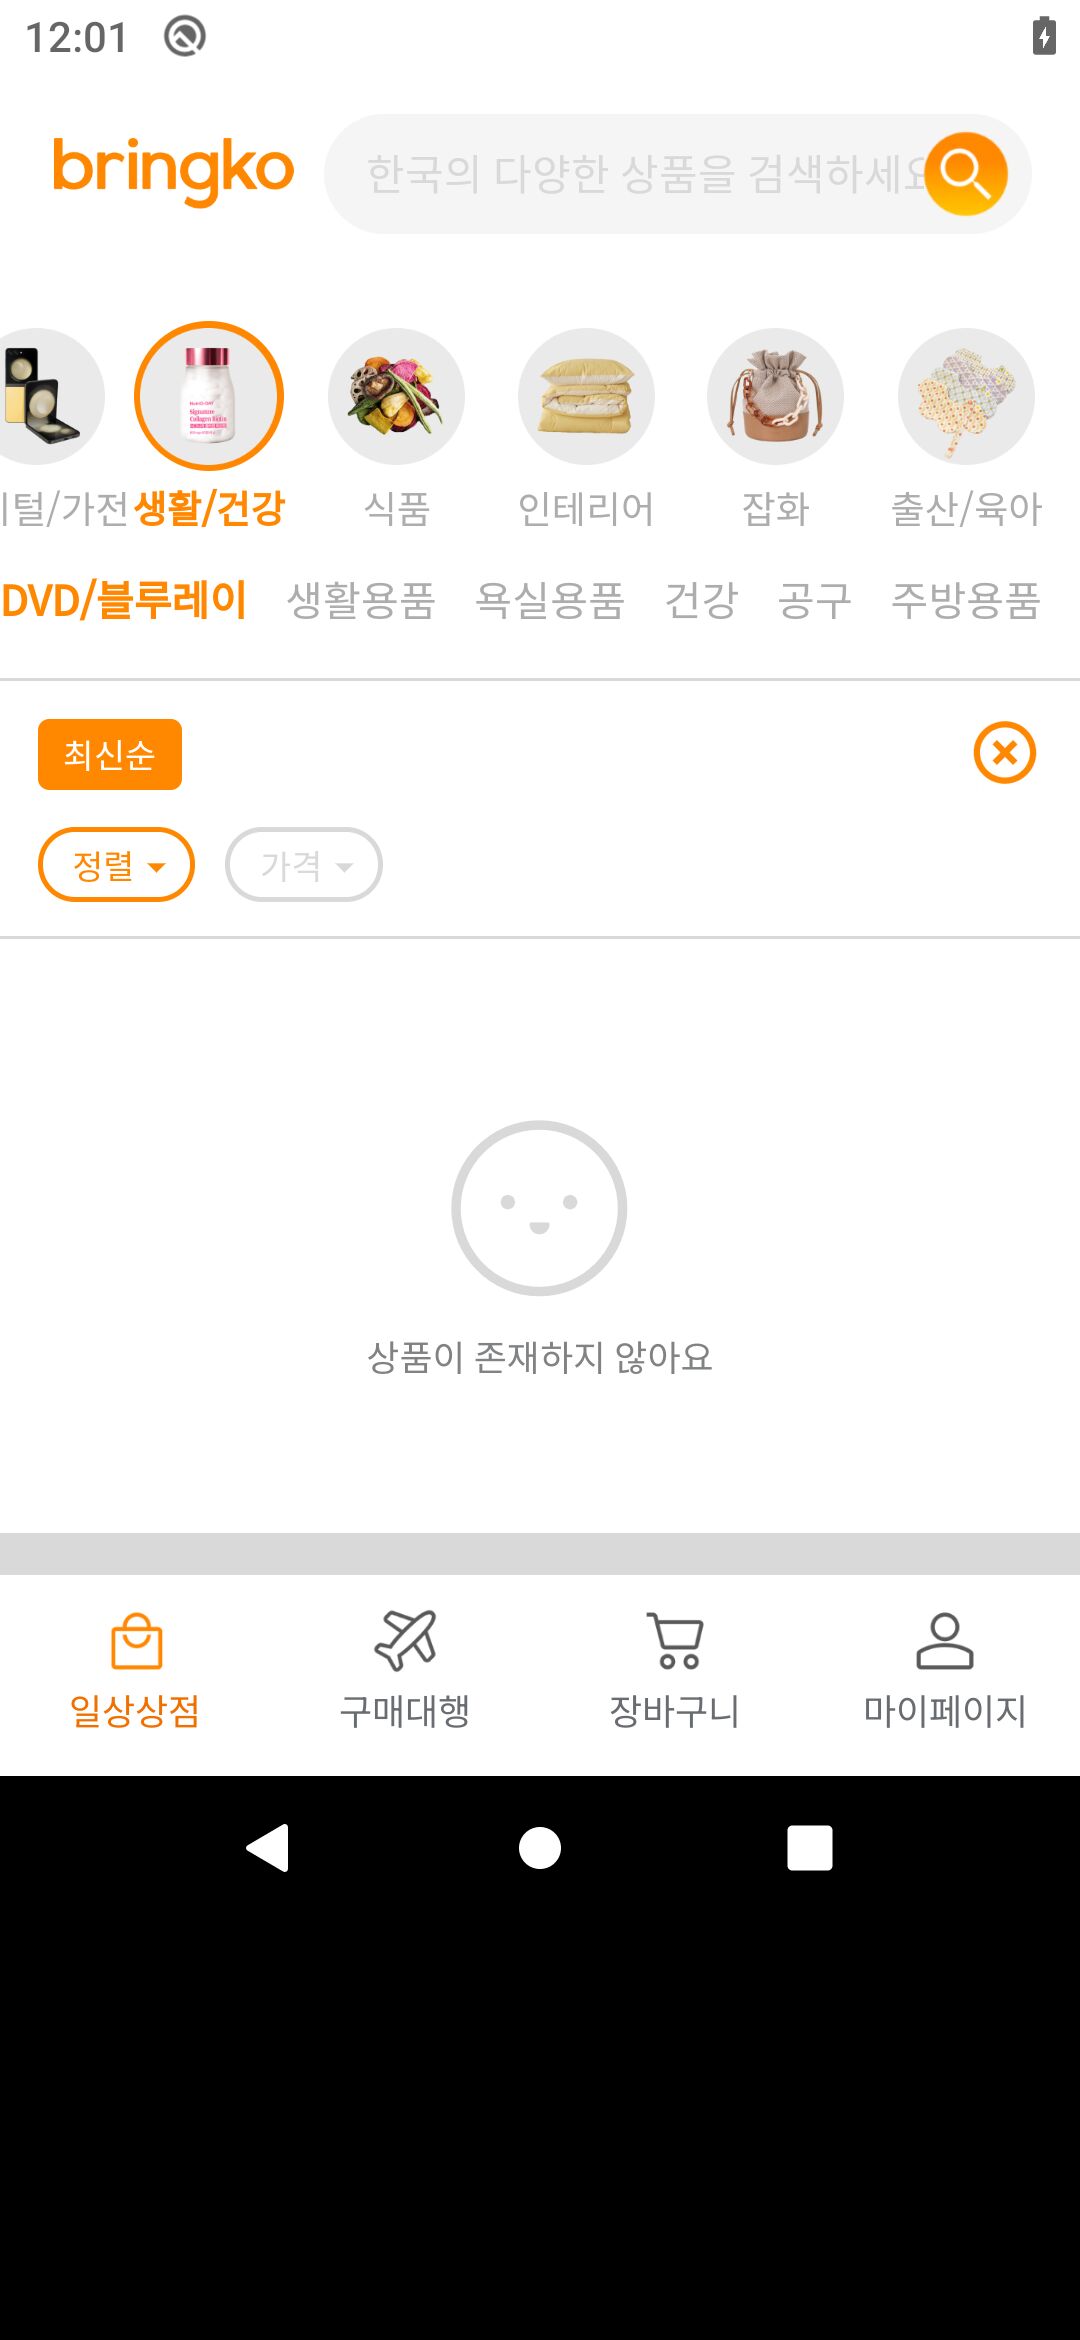 12:01
bringko
한국의 다양한 상품을 검색하세요
털/가전 생활/건강 식품 인테리어 잡화 출산/육아
DVD/블루레이 생활용품 욕실용품 건강 공구 주방용품
최신순
정렬 가격
상품이 존재하지 않아요
일상상점 구매대행 장바구니 마이페이지